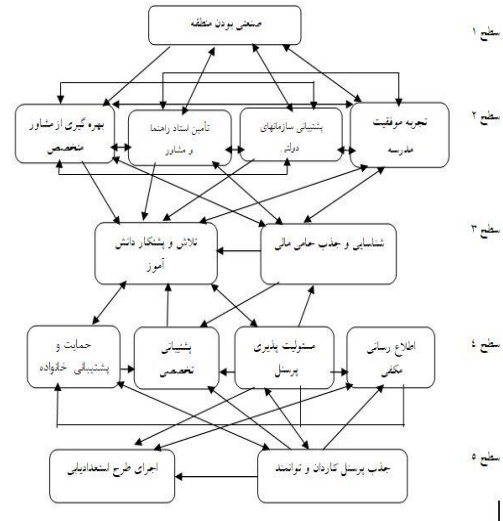 صنعتی بودن منطقه
سطح ۱
تجربه موفقیت
مدرسه
پشتیبانی سازمانهای
دولتی
تأمین استاد راهنما
و مشاور
بهره گیری از مشاور
متخصص
سطح ۲
شناسایی و جذب حامی مالی
تلاش و پشتکار دانش
آموز
سطح ۳
اطلاع رسانی
مکفی
مسئولیت پذیری
پرسنل
پشتیبانی
تخصصی
حمایت و
پشتیبانی خانواده
سطح ٤
جذب پرسنل کاردان و توانمند
اجرای طرح استعدادیابی
سطح ٥